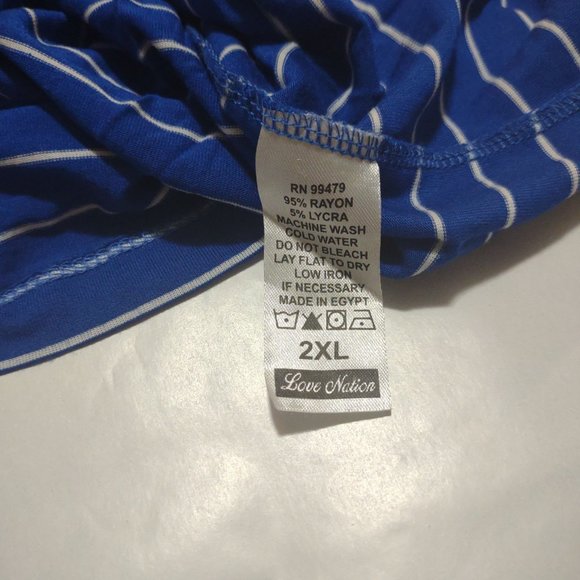 RN 99479
95% RAYON
5% LYCRA
MACHINE WASH
COLD WATER
DO NOT BLEACH
LAY FLAT TO DRY
LOW IRON
IF NECESSARY
MADE IN EGYPT
2XL
Love Nation